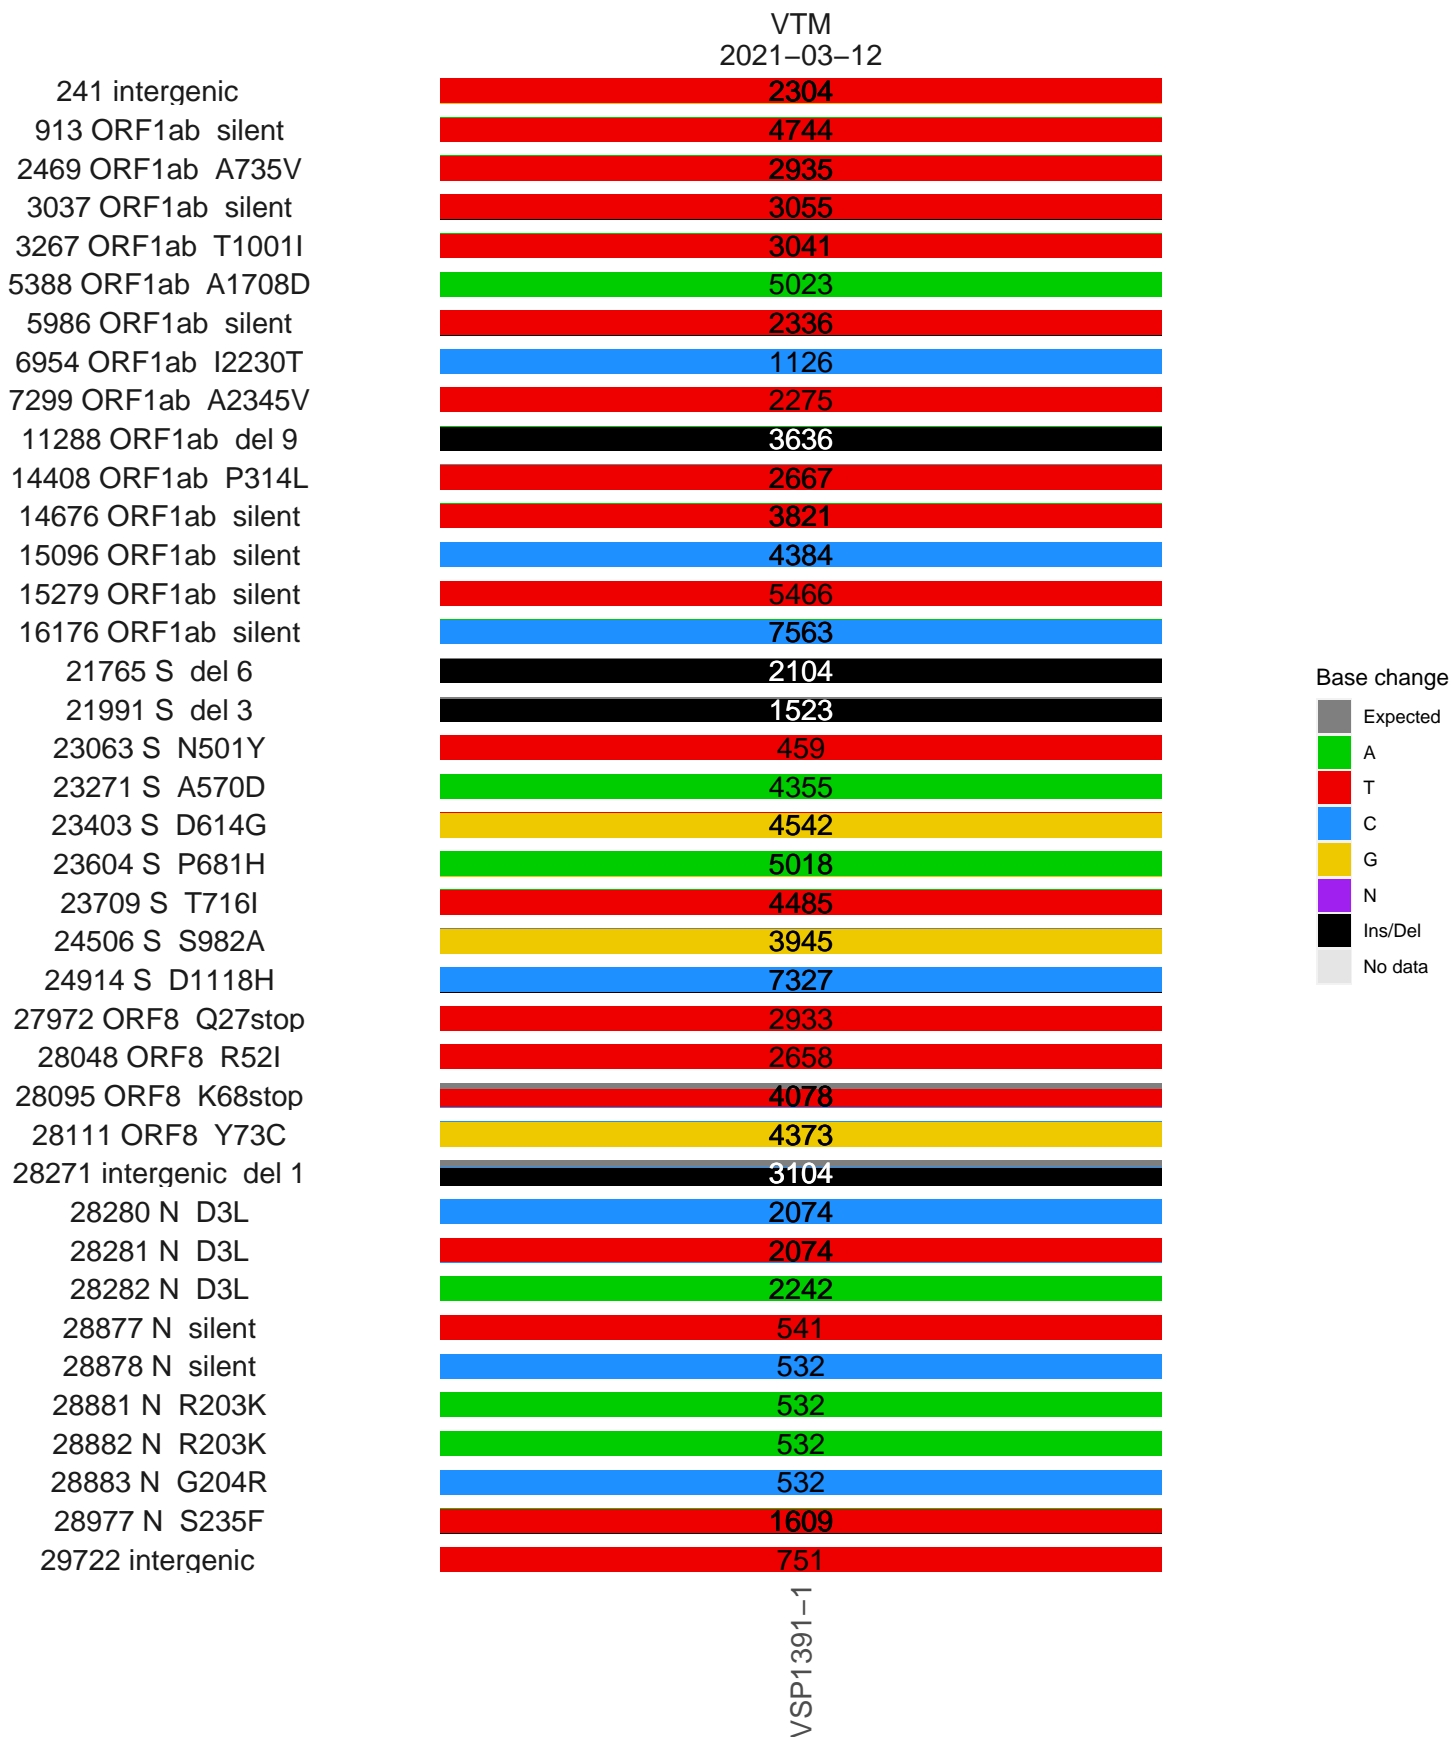 VTM
2021−03−12
241 intergenic 2304
913 ORF1ab silent 4744
2469 ORF1ab A735V 2935
3037 ORF1ab silent 3055
3267 ORF1ab T1001I 3041
5388 ORF1ab A1708D 5023
5986 ORF1ab silent 2336
6954 ORF1ab I2230T 1126
7299 ORF1ab A2345V 2275
11288 ORF1ab del 9 3636
14408 ORF1ab P314L 2667
14676 ORF1ab silent 3821
15096 ORF1ab silent 4384
15279 ORF1ab silent 5466
16176 ORF1ab silent 7563
21765 S del 6 2104
21991 S del 3 1523
23063 S N501Y 459
23271 S A570D 4355
23403 S D614G 4542
23604 S P681H 5018
23709 S T716I 4485
24506 S S982A 3945
24914 S D1118H 7327
27972 ORF8 Q27stop 2933
28048 ORF8 R52I 2658
28095 ORF8 K68stop 4078
28111 ORF8 Y73C 4373
28271 intergenic del 1 3104
28280 N D3L 2074
28281 N D3L 2074
28282 N D3L 2242
28877 N silent 541
28878 N silent 532
28881 N R203K 532
28882 N R203K 532
28883 N G204R 532
28977 N S235F 1609
29722 intergenic 751
VSP1391−1
Base change
Expected
A
T
C
G
N
Ins/Del
No data